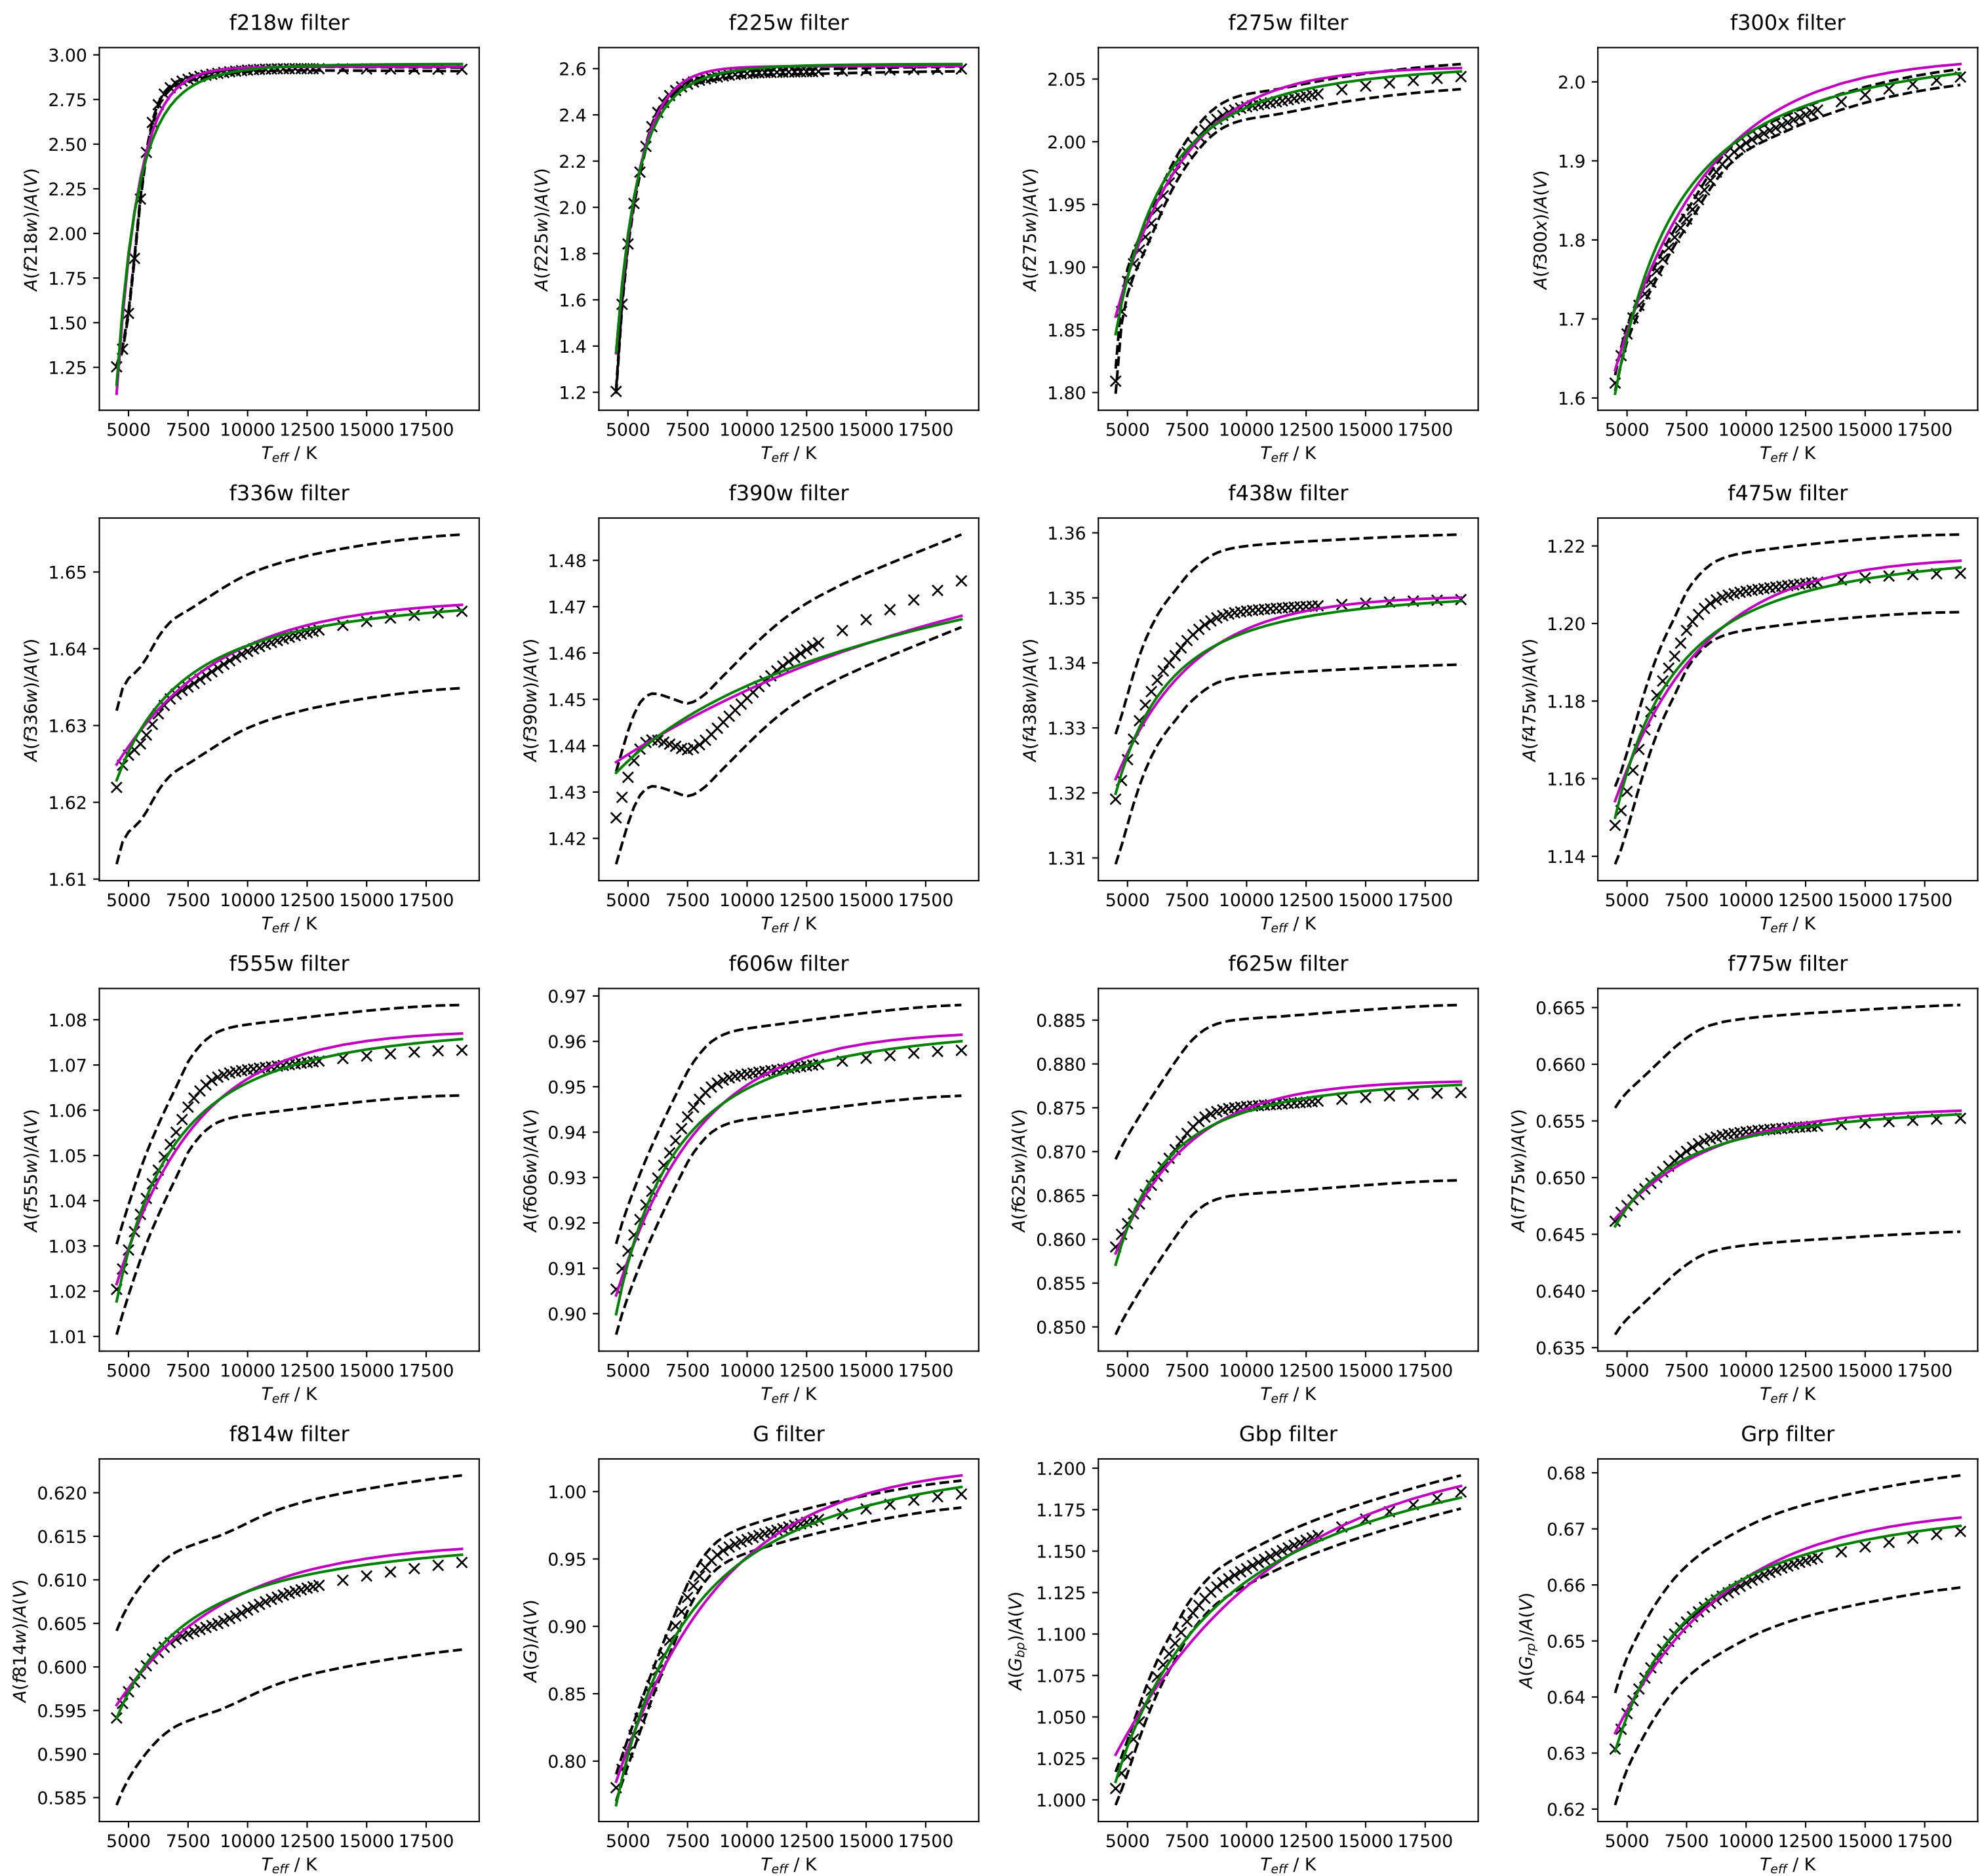 f218w filter
f225w filter
f275w filter
f300x filter
A(f218w)/A(V)
3.00
2.75
2.50
2.25
2.00
1.75
1.50
1.25
5000 7500 10000 12500 15000 17500
T_eff / K
A(f225w)/A(V)
2.6
2.4
2.2
2.0
1.8
1.6
1.4
1.2
5000 7500 10000 12500 15000 17500
T_eff / K
A(f275w)/A(V)
2.05
2.00
1.95
1.90
1.85
1.80
5000 7500 10000 12500 15000 17500
T_eff / K
A(f300x)/A(V)
2.0
1.9
1.8
1.7
1.6
5000 7500 10000 12500 15000 17500
T_eff / K
f336w filter
f390w filter
f438w filter
f475w filter
A(f336w)/A(V)
1.65
1.64
1.63
1.62
1.61
5000 7500 10000 12500 15000 17500
T_eff / K
A(f390w)/A(V)
1.48
1.47
1.46
1.45
1.44
1.43
1.42
5000 7500 10000 12500 15000 17500
T_eff / K
A(f438w)/A(V)
1.36
1.35
1.34
1.33
1.32
1.31
5000 7500 10000 12500 15000 17500
T_eff / K
A(f475w)/A(V)
1.22
1.20
1.18
1.16
1.14
5000 7500 10000 12500 15000 17500
T_eff / K
f555w filter
f606w filter
f625w filter
f775w filter
A(f555w)/A(V)
1.08
1.07
1.06
1.05
1.04
1.03
1.02
1.01
5000 7500 10000 12500 15000 17500
T_eff / K
A(f606w)/A(V)
0.97
0.96
0.95
0.94
0.93
0.92
0.91
0.90
5000 7500 10000 12500 15000 17500
T_eff / K
A(f625w)/A(V)
0.885
0.880
0.875
0.870
0.865
0.860
0.855
0.850
5000 7500 10000 12500 15000 17500
T_eff / K
A(f775w)/A(V)
0.665
0.660
0.655
0.650
0.645
0.640
0.635
5000 7500 10000 12500 15000 17500
T_eff / K
f814w filter
G filter
Gbp filter
Grp filter
A(f814w)/A(V)
0.620
0.615
0.610
0.605
0.600
0.595
0.590
0.585
5000 7500 10000 12500 15000 17500
T_eff / K
A(G)/A(V)
1.00
0.95
0.90
0.85
0.80
5000 7500 10000 12500 15000 17500
T_eff / K
A(G_bp)/A(V)
1.200
1.175
1.150
1.125
1.100
1.075
1.050
1.025
1.000
5000 7500 10000 12500 15000 17500
T_eff / K
A(G_rp)/A(V)
0.68
0.67
0.66
0.65
0.64
0.63
0.62
5000 7500 10000 12500 15000 17500
T_eff / K